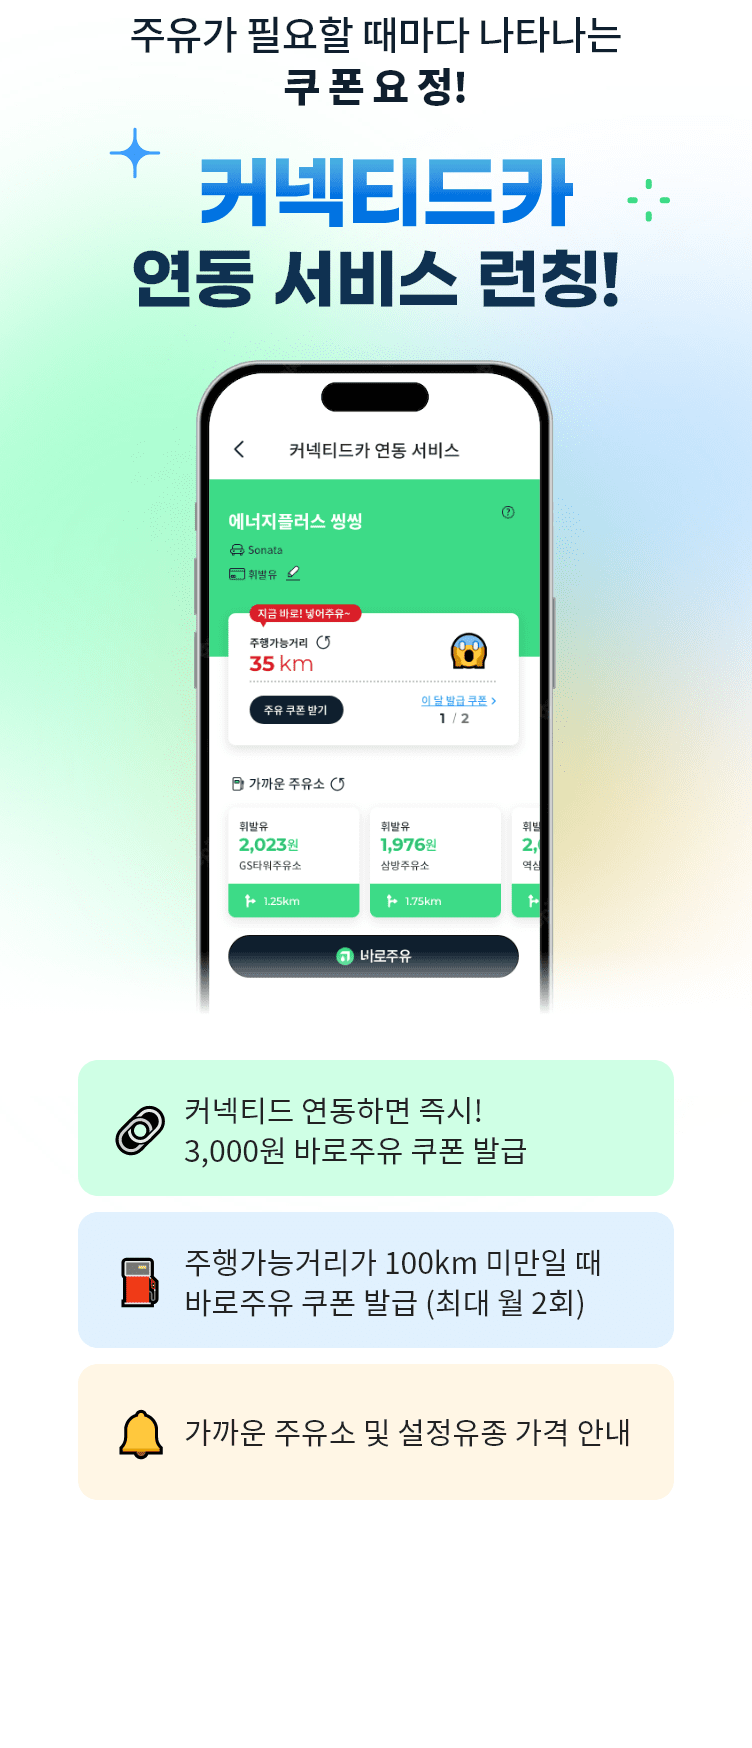 주유가 필요할 때마다 나타나는
쿠폰요정!
커넥티드카
연동 서비스 런칭!
커넥티드카 연동 서비스
에너지플러스 씽씽
Sonata
휘발유
지금 바로! 넣어주유~
주행가능거리
35 km
주유 쿠폰 받기
이 달 발급 쿠폰 >
1 / 2
가까운 주유소
휘발유
2,023원
GS타워주유소
1.25km
휘발유
1,976원
삼방주유소
1.75km
바로주유
커넥티드 연동하면 즉시!
3,000원 바로주유 쿠폰 발급
주행가능거리가 100km 미만일 때
바로주유 쿠폰 발급 (최대 월 2회)
가까운 주유소 및 설정유종 가격 안내